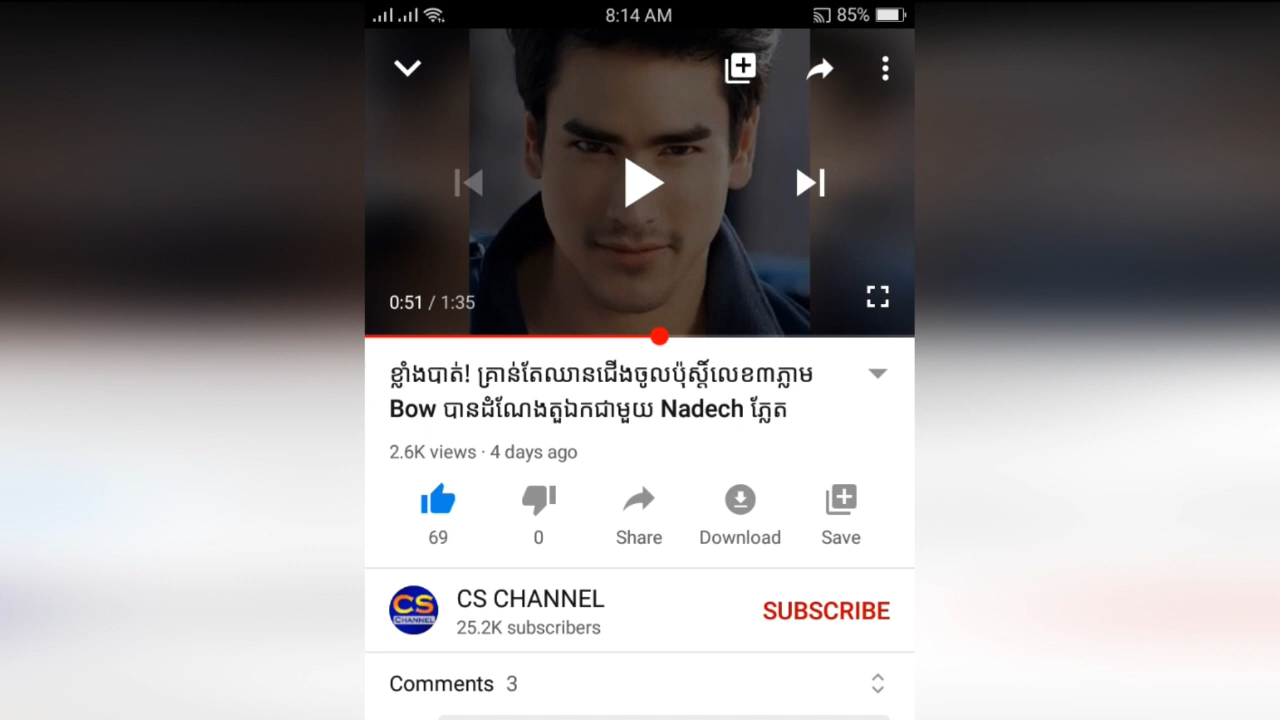 8:14 AM 85%
0:51 / 1:35
ខ្លាំងបាត់! គ្រាន់តែឈានជើងចូលប៉ុស្តិ៍លេខ៣ភ្លាម
Bow បានដំណែងតួឯកជាមួយ Nadech ភ្លែត
2.6K views · 4 days ago
69 0 Share Download Save
CS CHANNEL
CS CHANNEL
25.2K subscribers
SUBSCRIBE
Comments 3